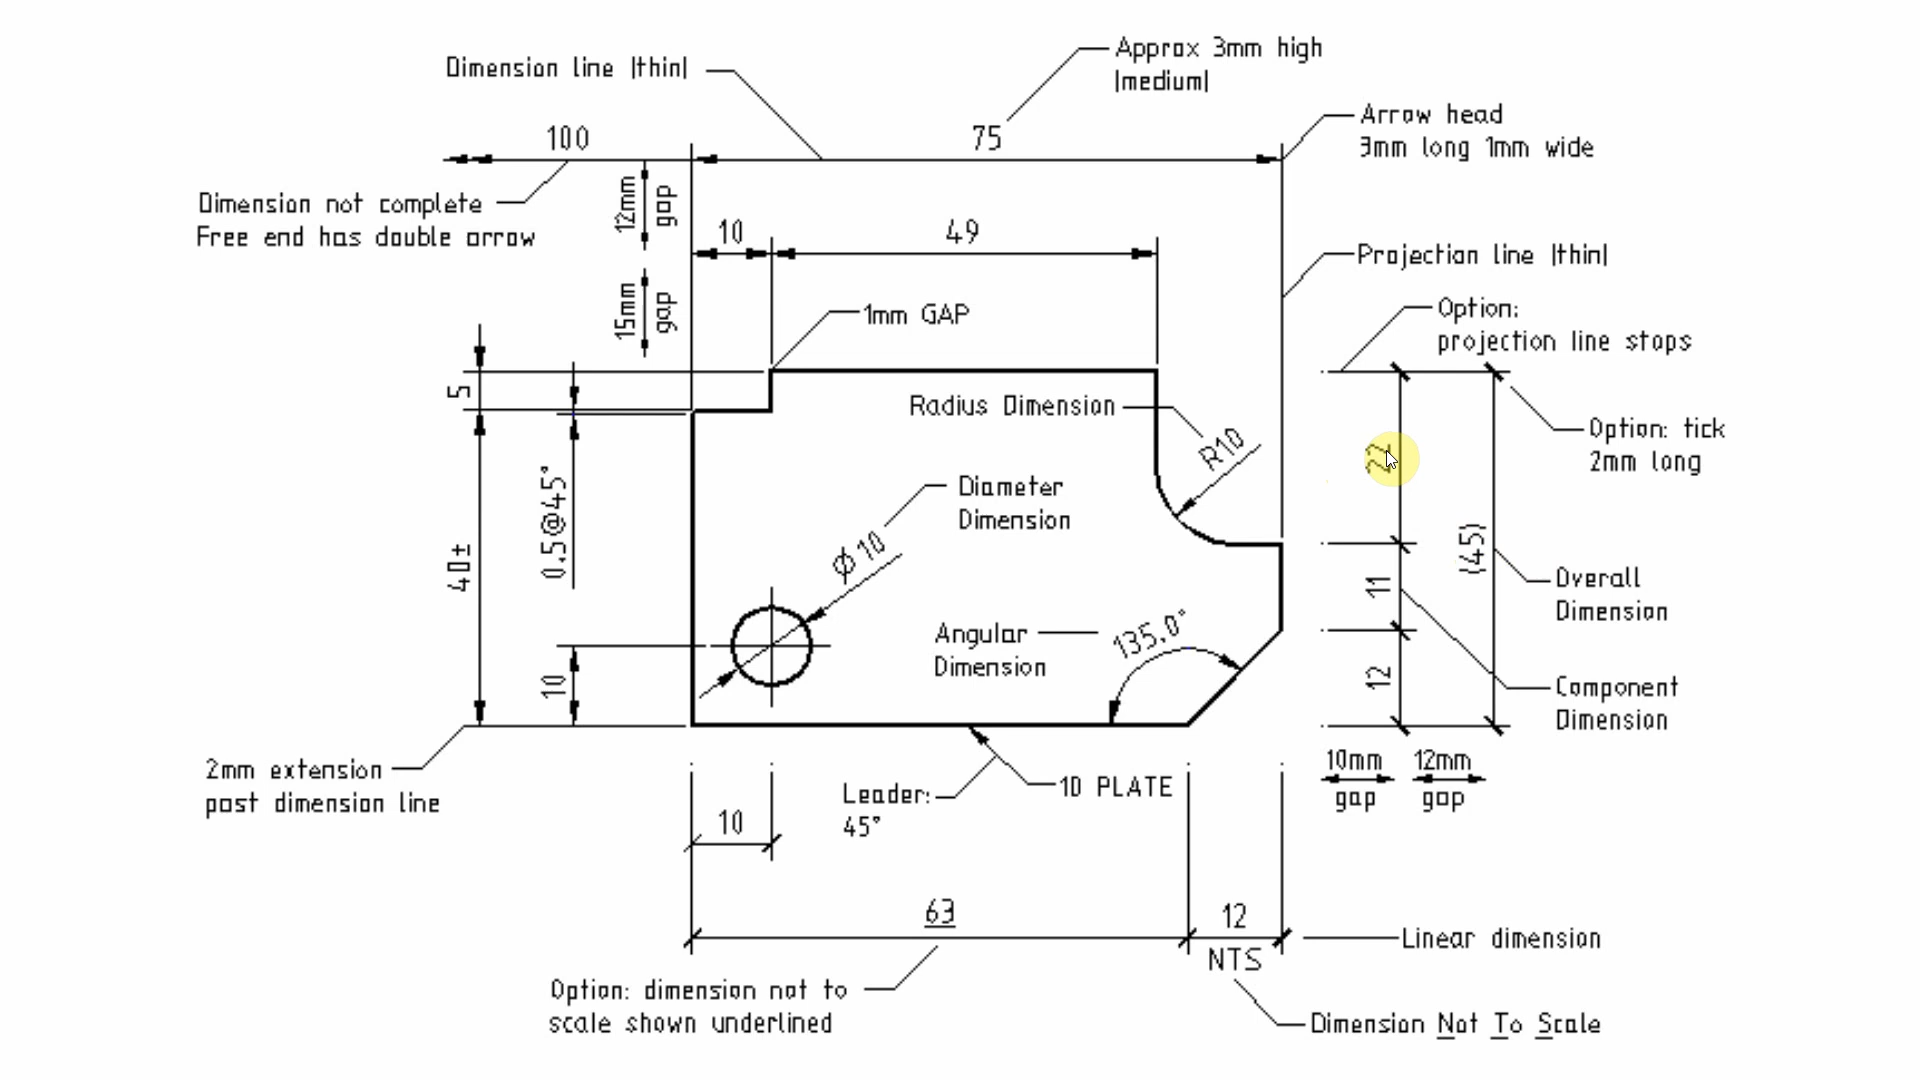 Approx 3mm high
Dimension line (thin)
(medium)
Arrow head
100
75
3mm long 1mm wide
Dimension not complete
12mm
gap
Free end has double arrow
10
49
Projection line (thin)
15mm
gap
1mm GAP
Option:
projection line stops
5
Radius Dimension
R10
Option: tick
2mm long
22
Diameter
Dimension
0.5@45°
Ø10
(45)
40±
11
Overall
Dimension
Angular
Dimension
135.0°
10
12
Component
Dimension
2mm extension
past dimension line
10mm
gap
12mm
gap
Leader:
45°
10 PLATE
10
63
12
NTS
Linear dimension
Option: dimension not to
scale shown underlined
Dimension Not To Scale